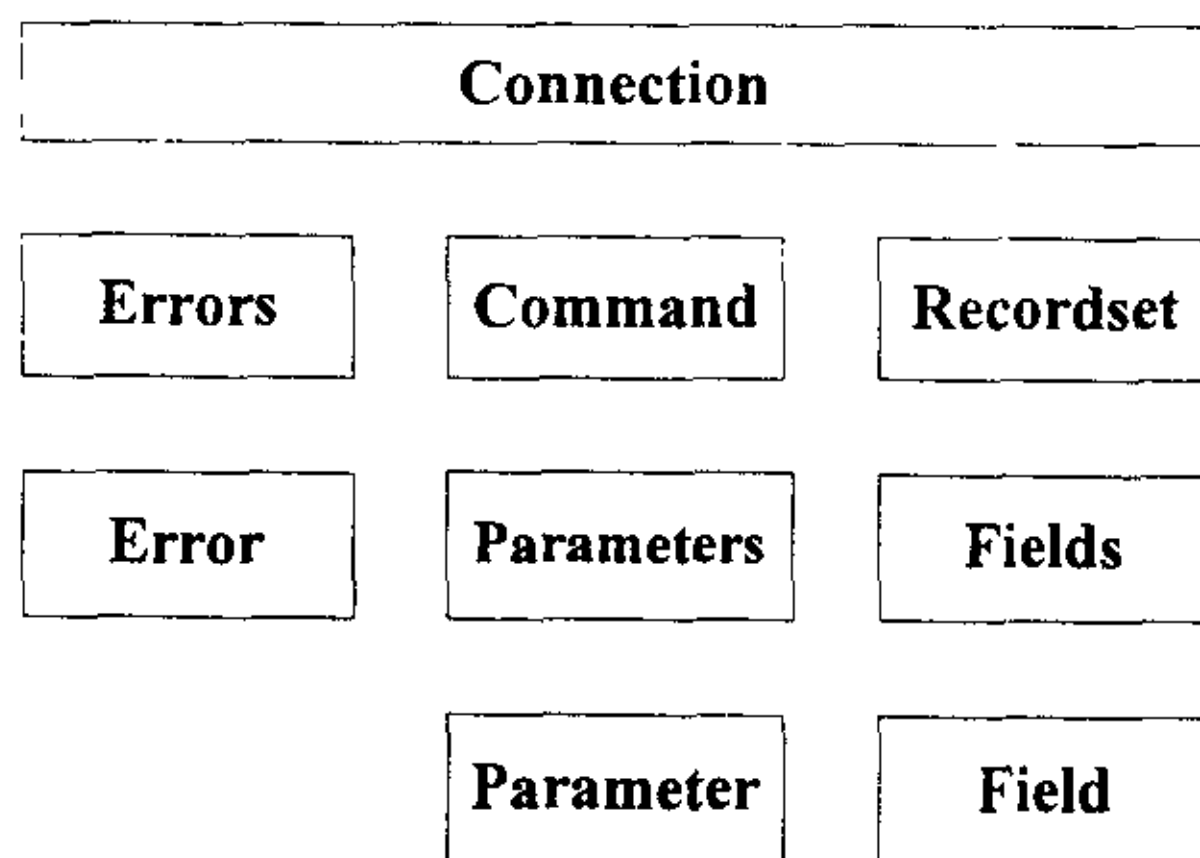 Connection
Errors Command Recordset
Error Parameters Fields
Parameter Field